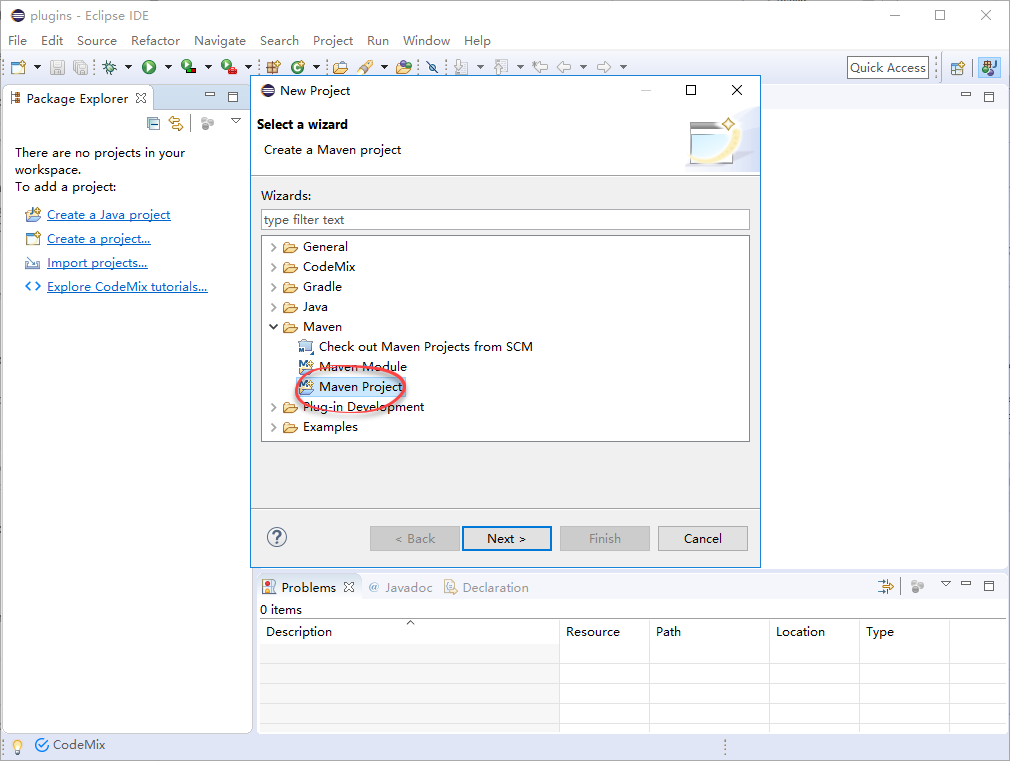 plugins - Eclipse IDE
File Edit Source Refactor Navigate Search Project Run Window Help
Quick Access
Package Explorer
There are no projects in your
workspace.
To add a project:
Create a Java project
Create a project...
Import projects...
Explore CodeMix tutorials...
New Project
Select a wizard
Create a Maven project
Wizards:
type filter text
General
CodeMix
Gradle
Java
Maven
Check out Maven Projects from SCM
Maven Module
Maven Project
Plug-in Development
Examples
< Back Next > Finish Cancel
Problems @ Javadoc Declaration
0 items
Description Resource Path Location Type
CodeMix